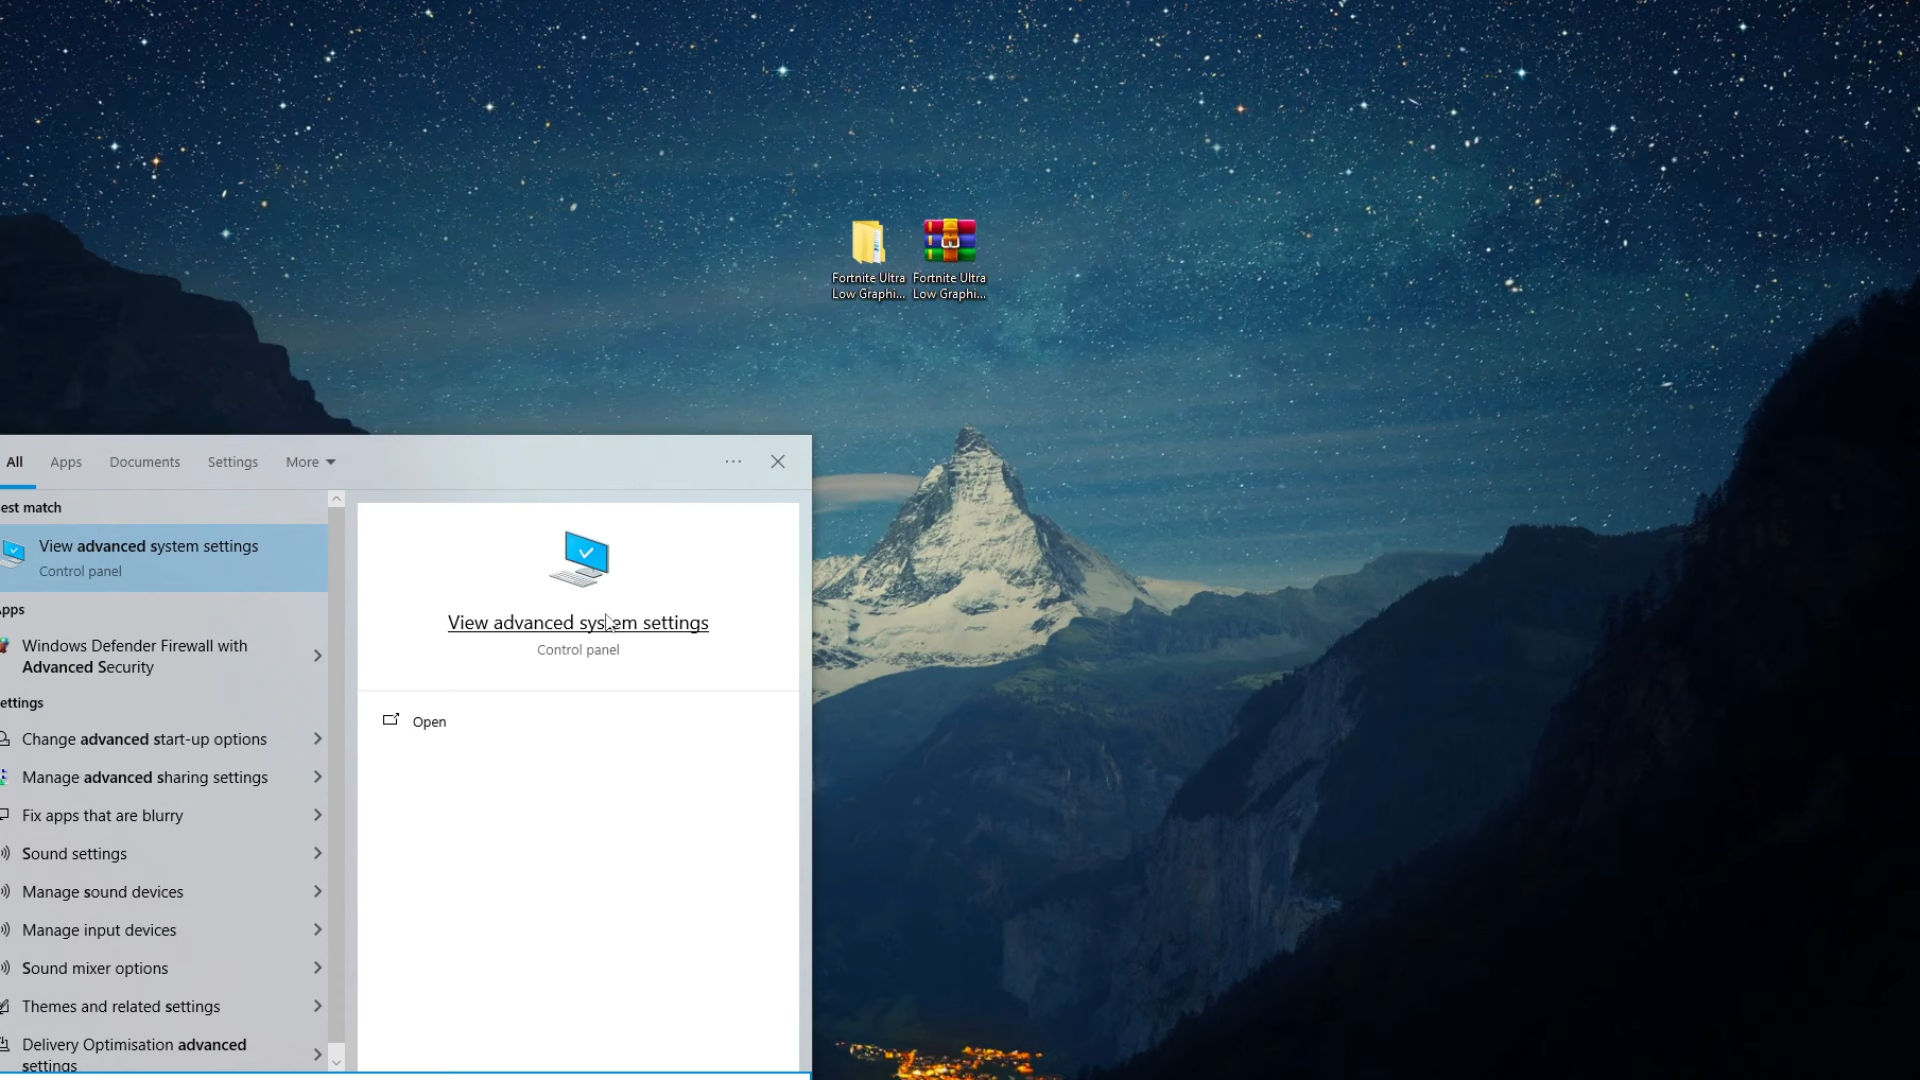 Fortnite Ultra
Low Graphi...
Fortnite Ultra
Low Graphi...
All
Apps
Documents
Settings
More
est match
View advanced system settings
Control panel
pps
Windows Defender Firewall with
Advanced Security
ettings
Change advanced start-up options
Manage advanced sharing settings
Fix apps that are blurry
Sound settings
Manage sound devices
Manage input devices
Sound mixer options
Themes and related settings
Delivery Optimisation advanced
settings
View advanced system settings
Control panel
Open